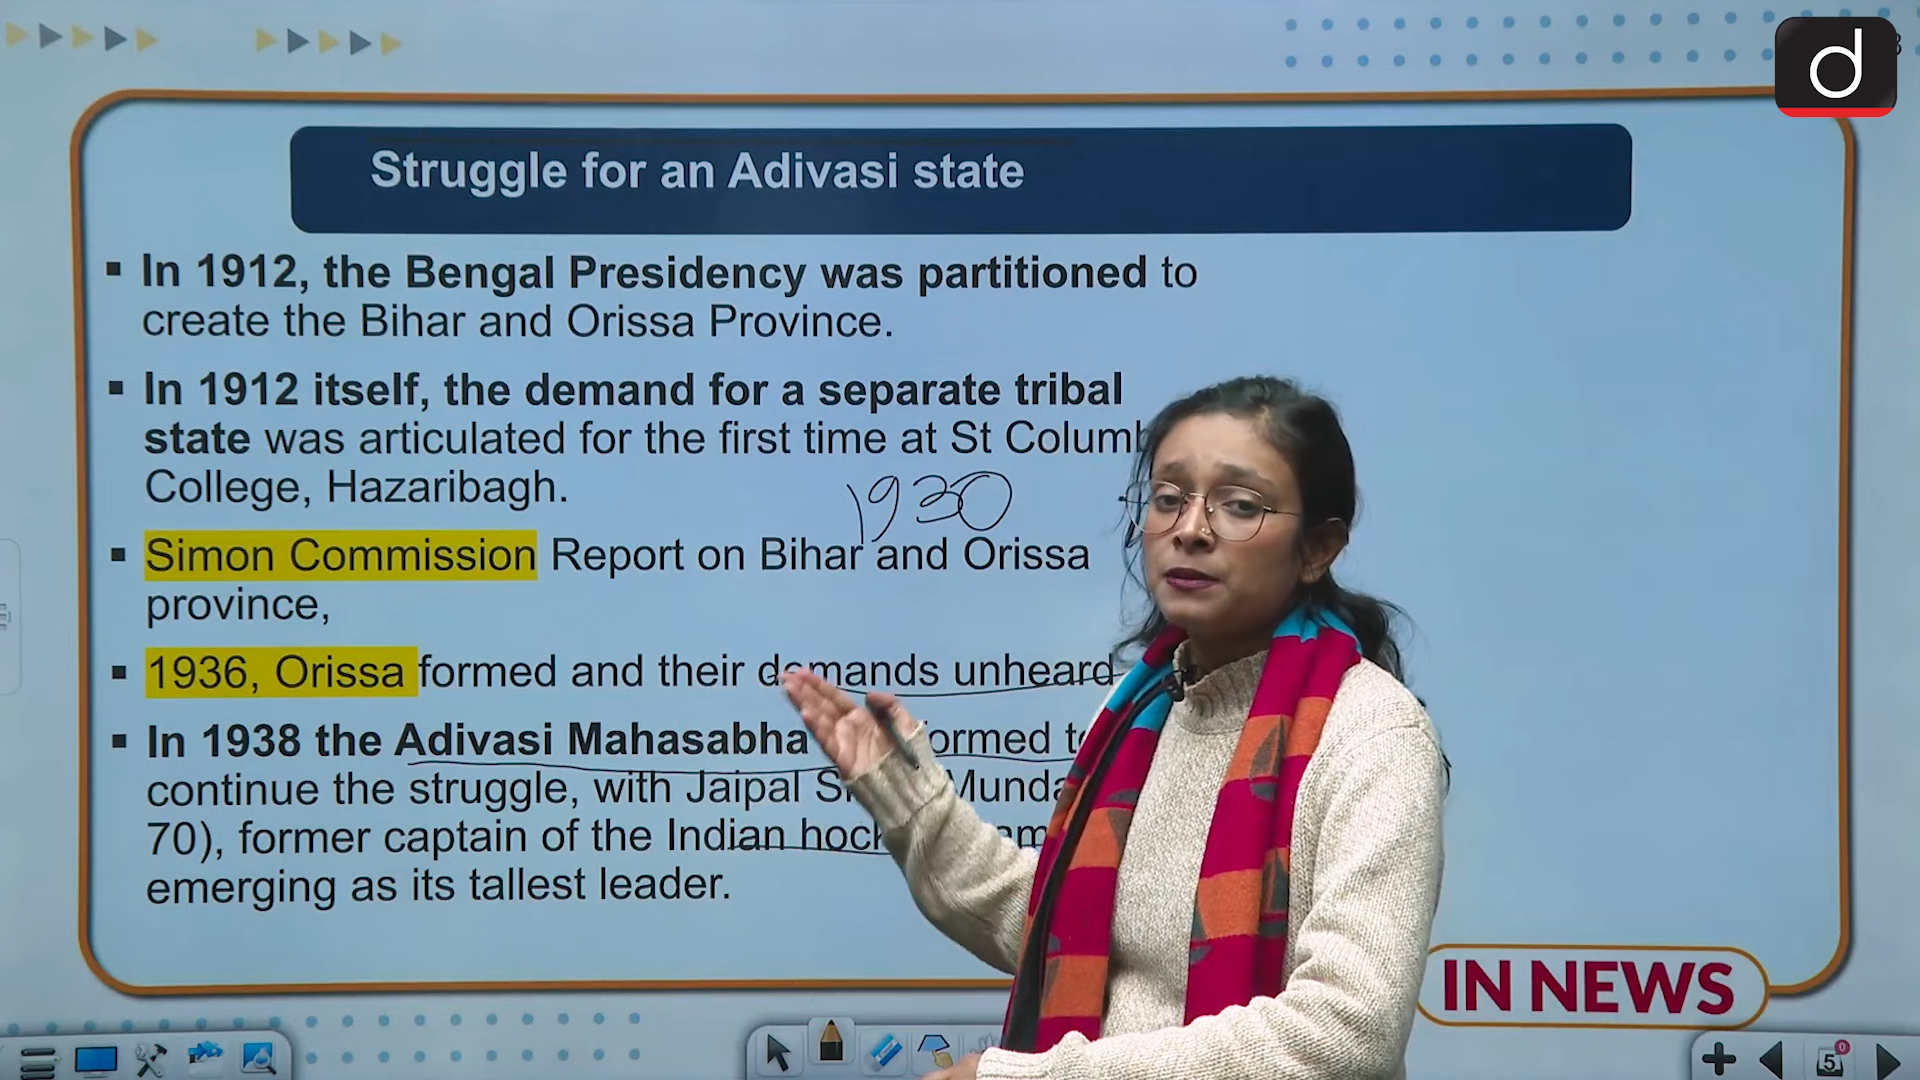 d
Struggle for an Adivasi state
▪ In 1912, the Bengal Presidency was partitioned to
create the Bihar and Orissa Province.
▪ In 1912 itself, the demand for a separate tribal
state was articulated for the first time at St
College, Hazaribagh.
1930
▪ Simon Commission Report on Bihar and Orissa
province,
▪ 1936, Orissa formed and their demands unheard
▪ In 1938 the Adivasi Mahasabha
continue the struggle, with Jaipal
70), former captain of the Indian
emerging as its tallest leader.
IN NEWS
5
0